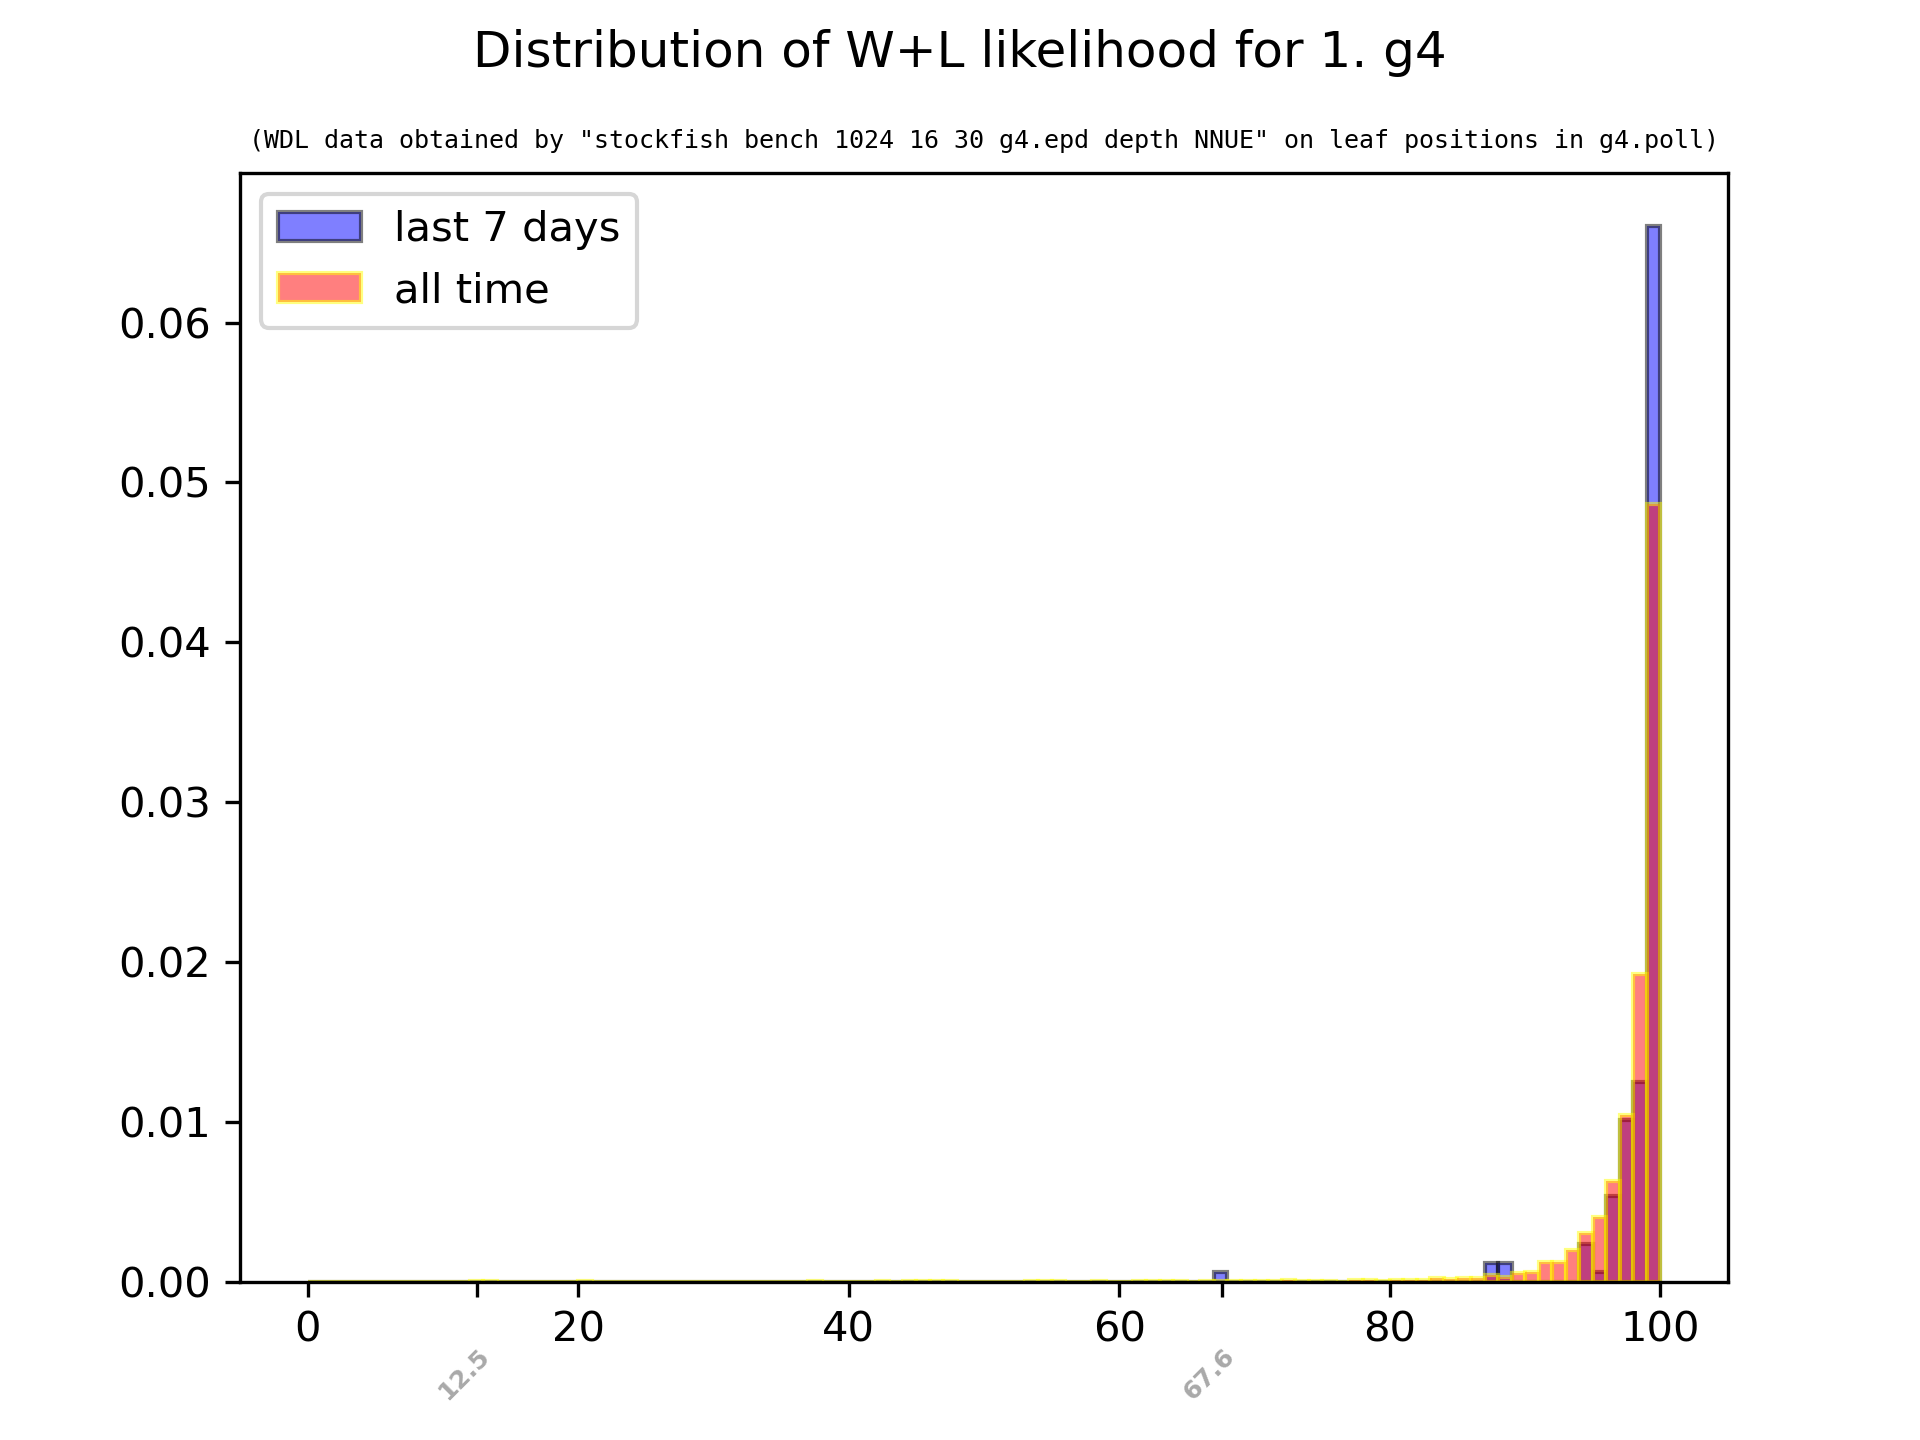 Distribution of W+L likelihood for 1. g4
(WDL data obtained by "stockfish bench 1024 16 30 g4.epd depth NNUE" on leaf positions in g4.poll)
last 7 days
all time
0.06
0.05
0.04
0.03
0.02
0.01
0.00
0 20 40 60 80 100
12.5 67.6